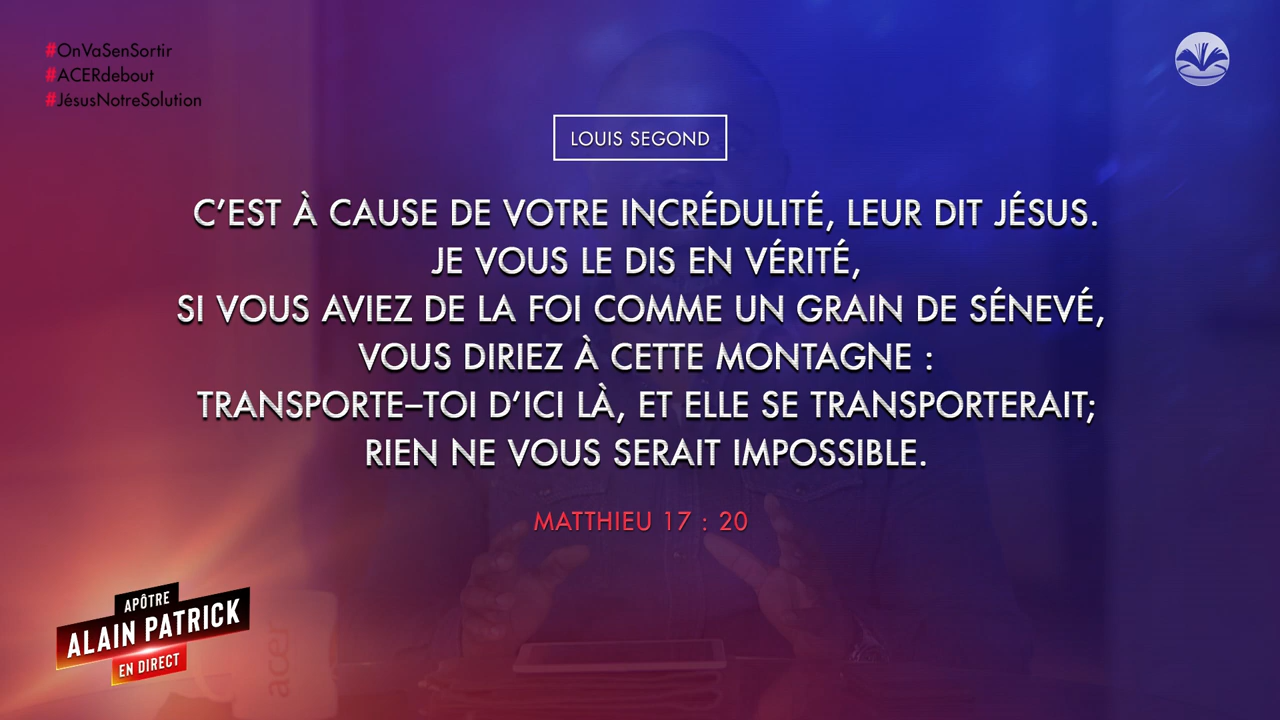 #OnVaSenSortir
#ACERdebout
#JésusNotreSolution
LOUIS SEGOND
C’EST À CAUSE DE VOTRE INCRÉDULITÉ, LEUR DIT JÉSUS.
JE VOUS LE DIS EN VÉRITÉ,
SI VOUS AVIEZ DE LA FOI COMME UN GRAIN DE SÉNEVÉ,
VOUS DIRIEZ À CETTE MONTAGNE :
TRANSPORTE–TOI D’ICI LÀ, ET ELLE SE TRANSPORTERAIT;
RIEN NE VOUS SERAIT IMPOSSIBLE.
MATTHIEU 17 : 20
APÔTRE
ALAIN PATRICK
EN DIRECT
acer